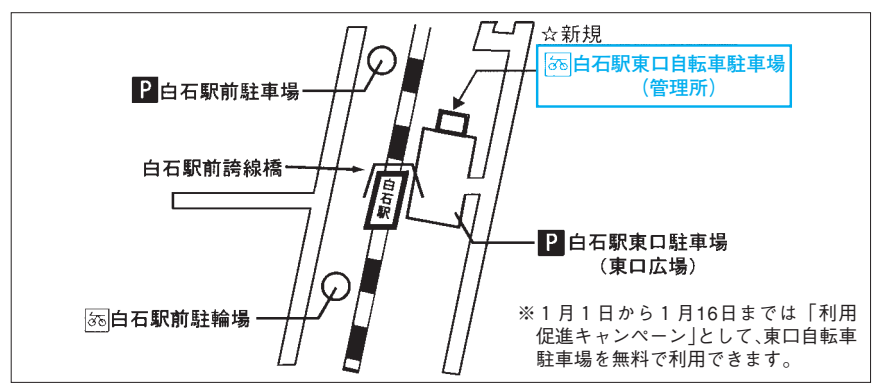 ☆新規
白石駅東口自転車駐車場
（管理所）
P白石駅前駐車場
白石駅前誇線橋
白石駅
P白石駅東口駐車場
（東口広場）
白石駅前駐輪場
※１月１日から１月16日までは「利用
促進キャンペーン」として、東口自転車
駐車場を無料で利用できます。